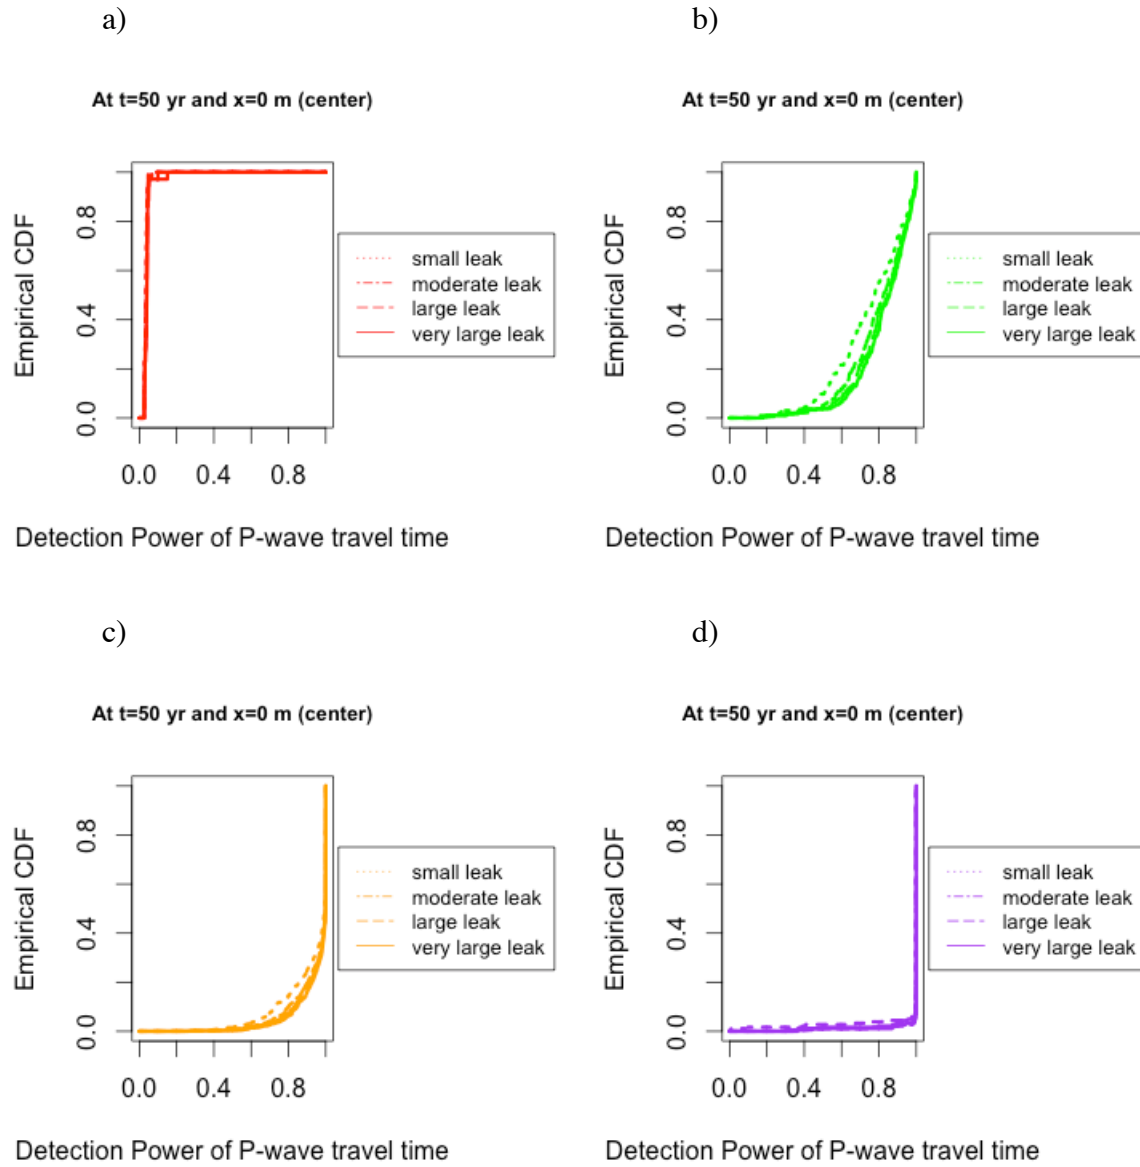 a)
At t=50 yr and x=0 m (center)
Empirical CDF
0.0 0.4 0.8
0.0 0.4 0.8
small leak
moderate leak
large leak
very large leak
Detection Power of P-wave travel time
b)
At t=50 yr and x=0 m (center)
Empirical CDF
0.0 0.4 0.8
0.0 0.4 0.8
small leak
moderate leak
large leak
very large leak
Detection Power of P-wave travel time
c)
At t=50 yr and x=0 m (center)
Empirical CDF
0.0 0.4 0.8
0.0 0.4 0.8
small leak
moderate leak
large leak
very large leak
Detection Power of P-wave travel time
d)
At t=50 yr and x=0 m (center)
Empirical CDF
0.0 0.4 0.8
0.0 0.4 0.8
small leak
moderate leak
large leak
very large leak
Detection Power of P-wave travel time